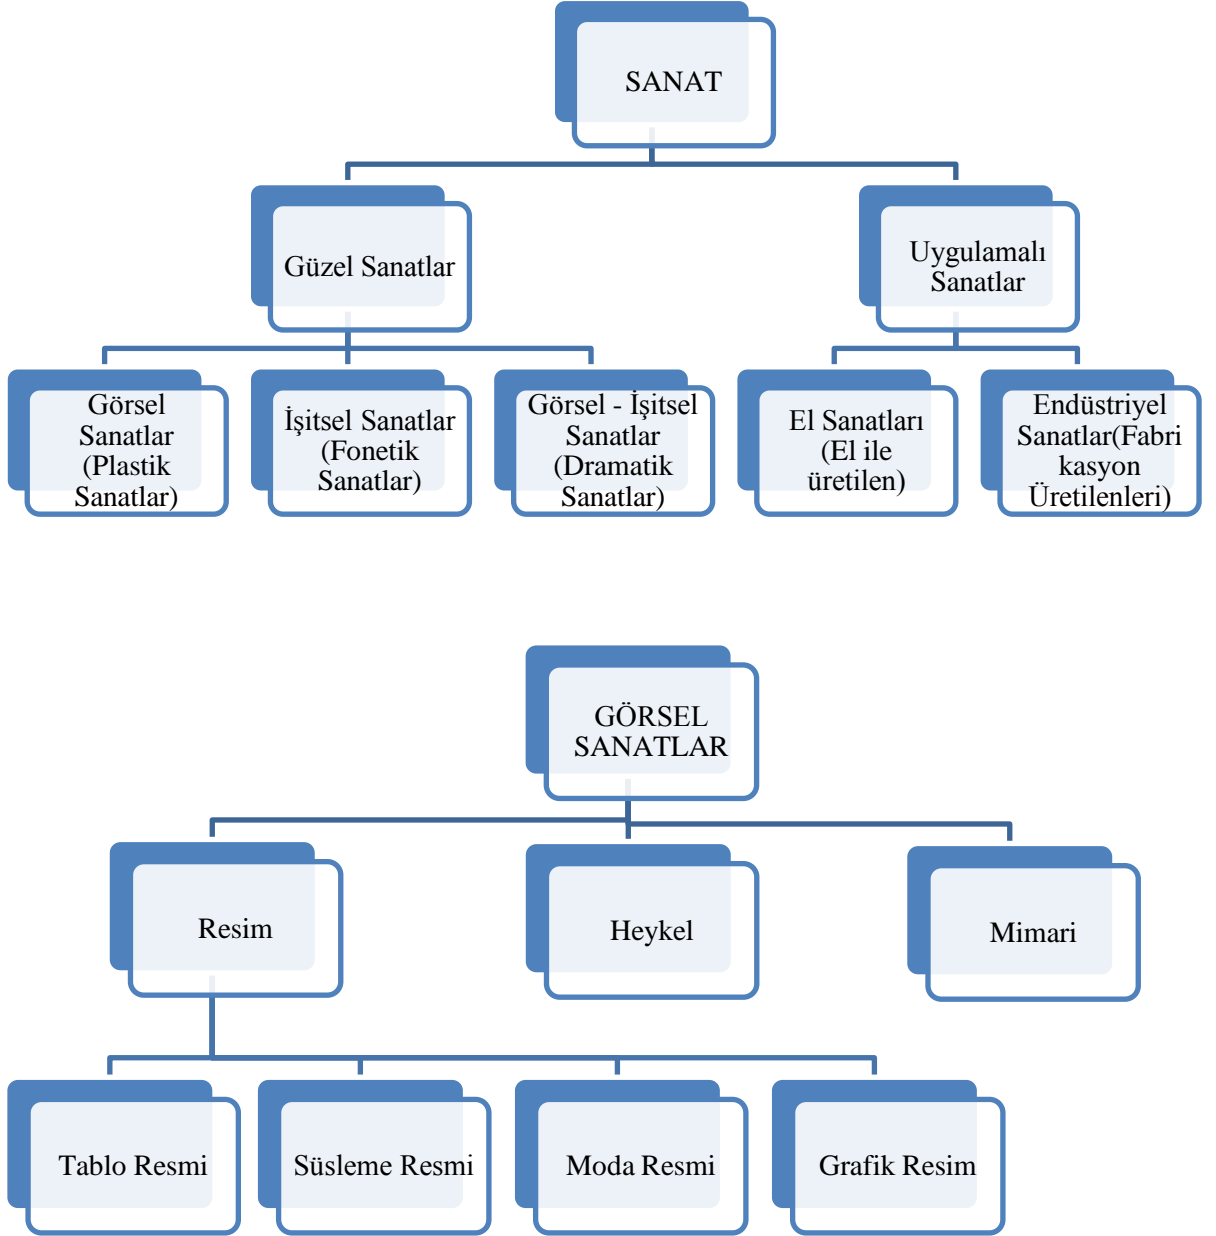 SANAT
Güzel Sanatlar
Uygulamalı
Sanatlar
Görsel
Sanatlar
(Plastik
Sanatlar)
İşitsel Sanatlar
(Fonetik
Sanatlar)
Görsel - İşitsel
Sanatlar
(Dramatik
Sanatlar)
El Sanatları
(El ile
üretilen)
Endüstriyel
Sanatlar(Fabri
kasyon
Üretilenleri)
GÖRSEL
SANATLAR
Resim
Heykel
Mimari
Tablo Resmi
Süsleme Resmi
Moda Resmi
Grafik Resim